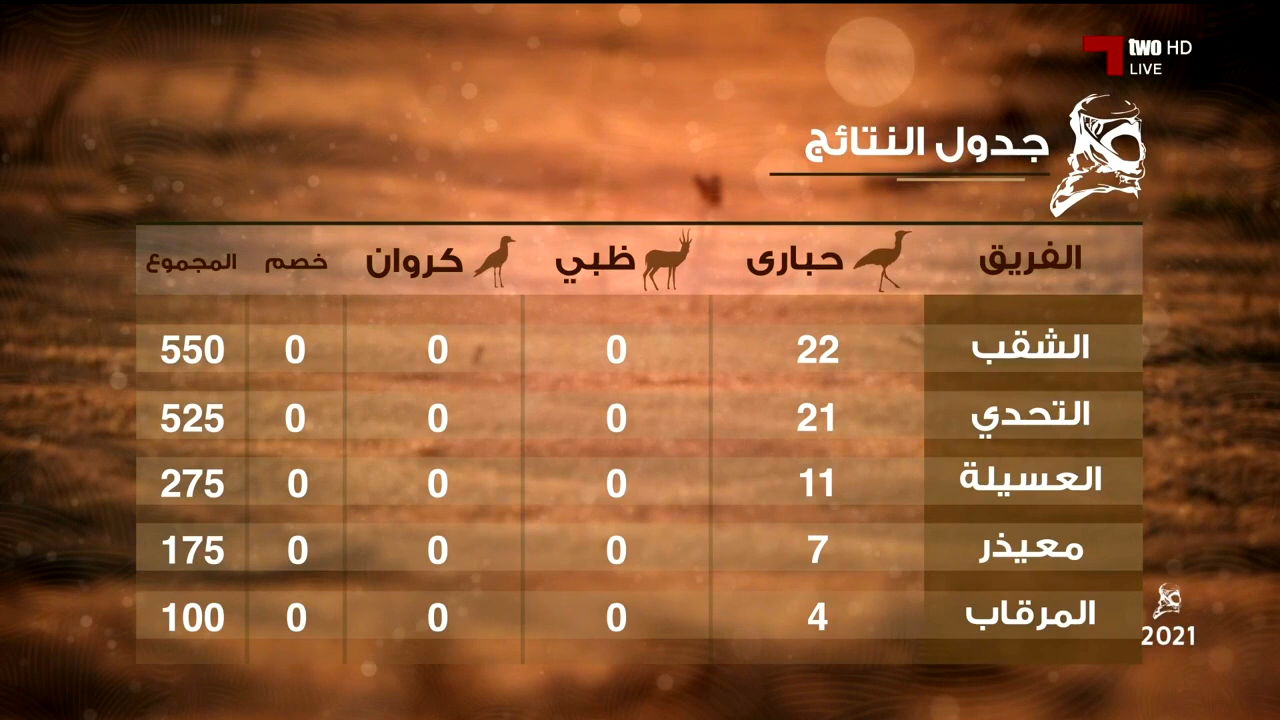 two HD
LIVE
جدول النتائج
الفريق حبارى ظبي كروان خصم المجموع
الشقب 22 0 0 0 550
التحدي 21 0 0 0 525
العسيلة 11 0 0 0 275
معيذر 7 0 0 0 175
المرقاب 4 0 0 0 100
2021